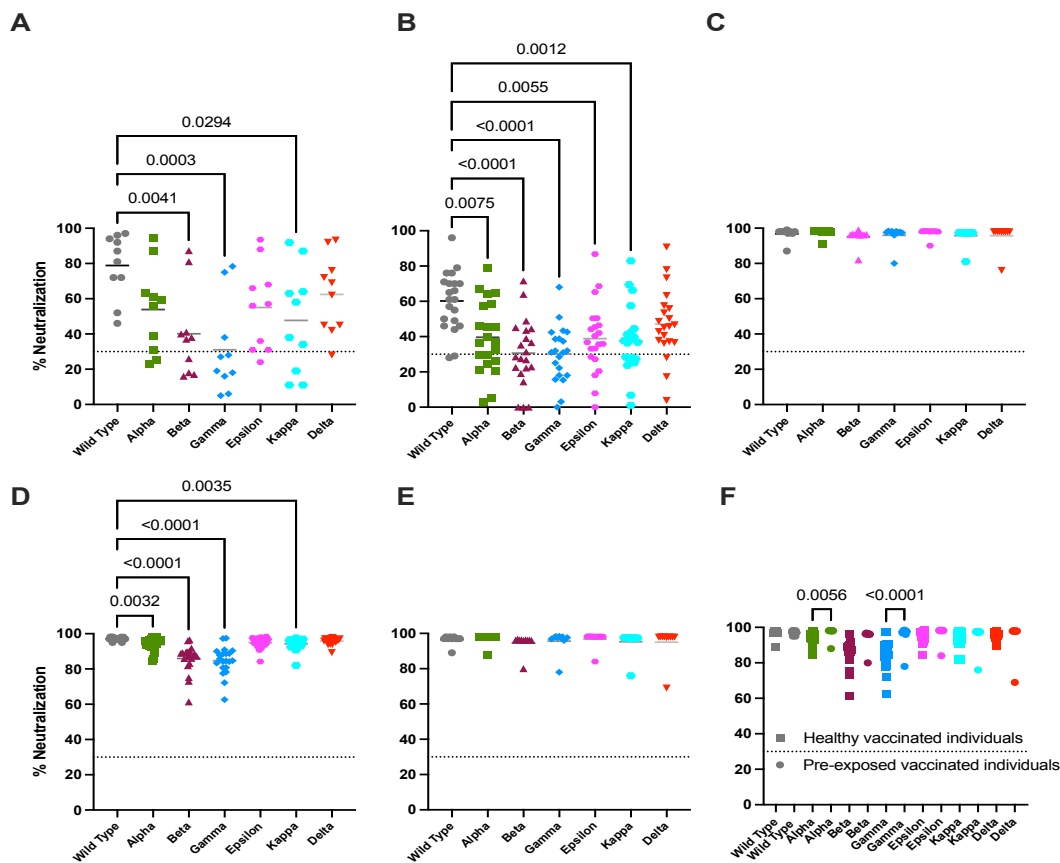 A
B
C
0.0012
0.0055
0.0294
<0.0001
0.0003
<0.0001
0.0041
0.0075
% Neutralization
100
80
60
40
20
0
Wild Type
Alpha
Beta
Gamma
Epsilon
Kappa
Delta
100
80
60
40
20
0
Wild Type
Alpha
Beta
Gamma
Epsilon
Kappa
Delta
100
80
60
40
20
0
Wild Type
Alpha
Beta
Gamma
Epsilon
Kappa
Delta
D
E
F
0.0035
<0.0001
<0.0001
0.0032
% Neutralization
100
80
60
40
20
0
Wild Type
Alpha
Beta
Gamma
Epsilon
Kappa
Delta
100
80
60
40
20
0
Wild Type
Alpha
Beta
Gamma
Epsilon
Kappa
Delta
0.0056
<0.0001
100
80
60
40
20
0
Healthy vaccinated individuals
Pre-exposed vaccinated individuals
Wild Type
Wild Type
Alpha
Alpha
Beta
Beta
Gamma
Gamma
Epsilon
Epsilon
Kappa
Kappa
Delta
Delta